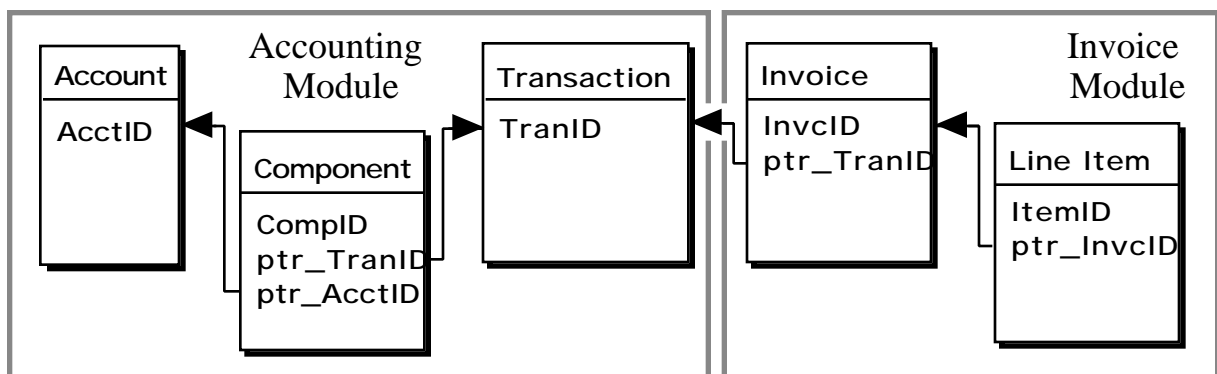 Accounting
Module
Account
AcctID
Component
CompID
ptr_TranID
ptr_AcctID
Transaction
TranID
Invoice
Module
Invoice
InvcID
ptr_TranID
Line Item
ItemID
ptr_InvcID